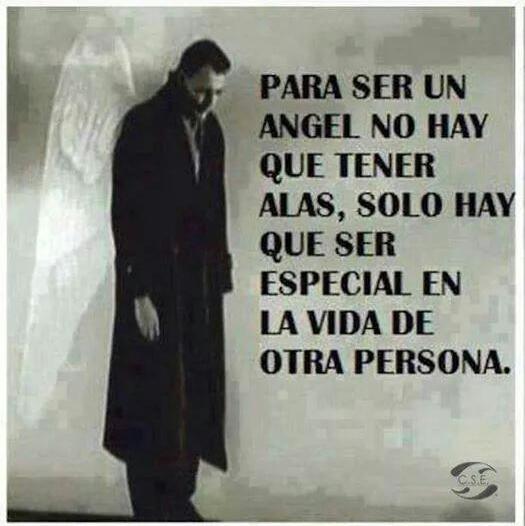 PARA SER UN
ANGEL NO HAY
QUE TENER
ALAS, SOLO HAY
QUE SER
ESPECIAL EN
LA VIDA DE
OTRA PERSONA.
C.S.E.